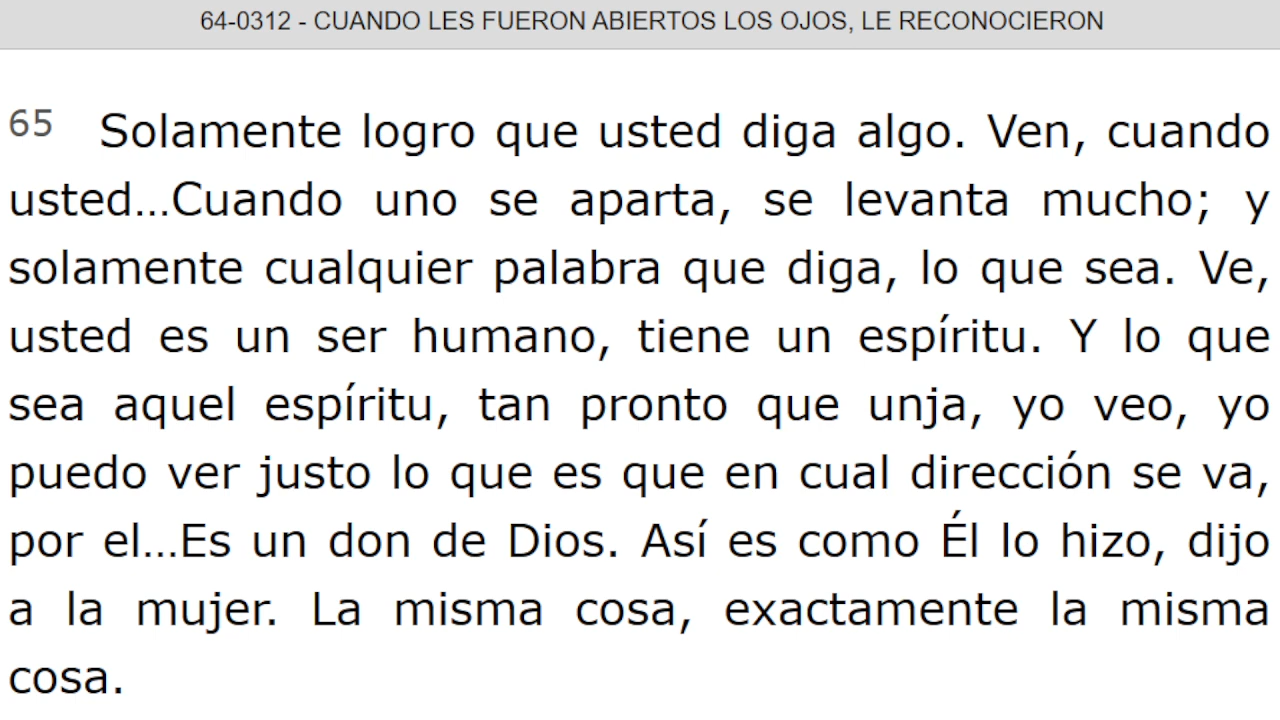 64-0312 - CUANDO LES FUERON ABIERTOS LOS OJOS, LE RECONOCIERON
65 Solamente logro que usted diga algo. Ven, cuando
usted...Cuando uno se aparta, se levanta mucho; y
solamente cualquier palabra que diga, lo que sea. Ve,
usted es un ser humano, tiene un espíritu. Y lo que
sea aquel espíritu, tan pronto que unja, yo veo, yo
puedo ver justo lo que es que en cual dirección se va,
por el...Es un don de Dios. Así es como Él lo hizo, dijo
a la mujer. La misma cosa, exactamente la misma
cosa.